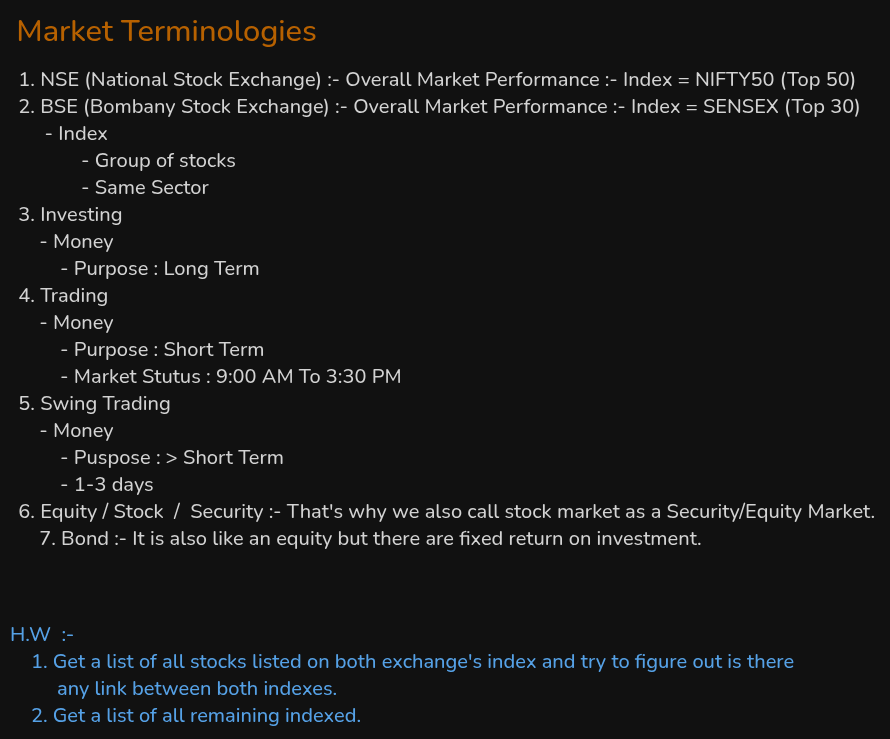 Market Terminologies
1. NSE (National Stock Exchange) :- Overall Market Performance :- Index = NIFTY50 (Top 50)
2. BSE (Bombany Stock Exchange) :- Overall Market Performance :- Index = SENSEX (Top 30)
- Index
- Group of stocks
- Same Sector
3. Investing
- Money
- Purpose : Long Term
4. Trading
- Money
- Purpose : Short Term
- Market Stutus : 9:00 AM To 3:30 PM
5. Swing Trading
- Money
- Puspose : > Short Term
- 1-3 days
6. Equity / Stock / Security :- That's why we also call stock market as a Security/Equity Market.
7. Bond :- It is also like an equity but there are fixed return on investment.
H.W :-
1. Get a list of all stocks listed on both exchange's index and try to figure out is there
any link between both indexes.
2. Get a list of all remaining indexed.